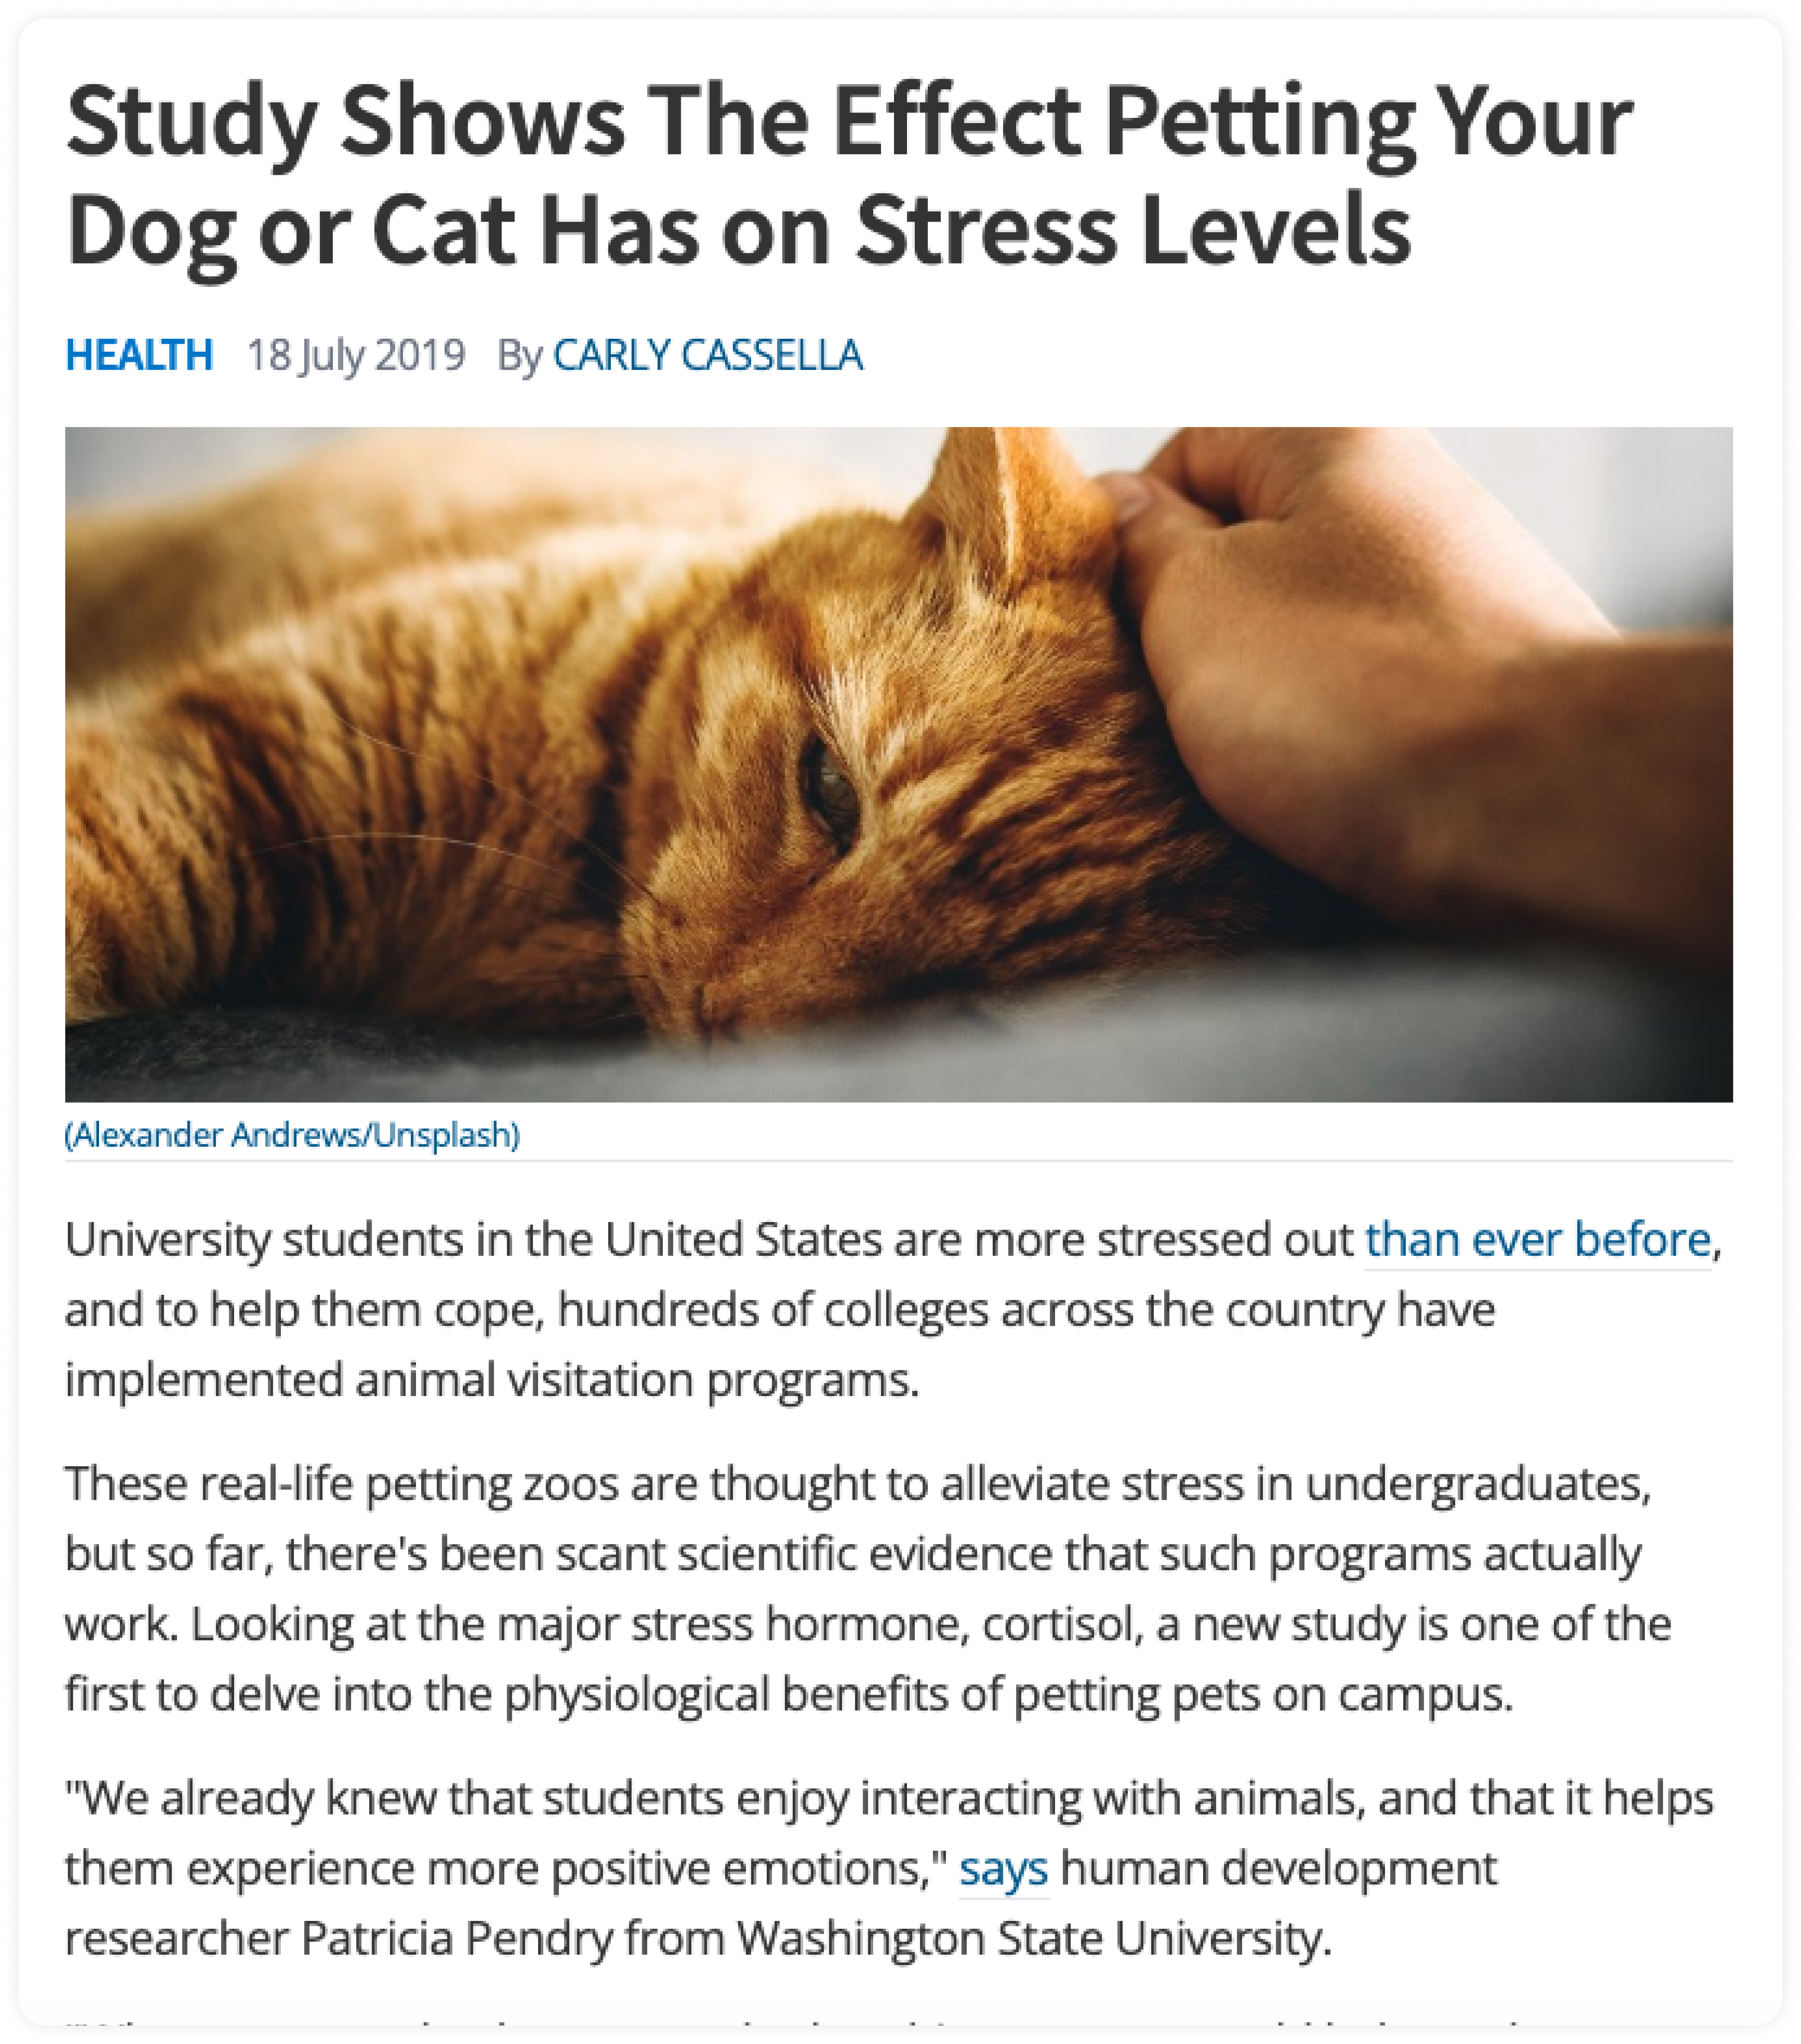 Study Shows The Effect Petting Your
Dog or Cat Has on Stress Levels
HEALTH 18 July 2019 By CARLY CASSELLA
(Alexander Andrews/Unsplash)
University students in the United States are more stressed out than ever before,
and to help them cope, hundreds of colleges across the country have
implemented animal visitation programs.
These real-life petting zoos are thought to alleviate stress in undergraduates,
but so far, there's been scant scientific evidence that such programs actually
work. Looking at the major stress hormone, cortisol, a new study is one of the
first to delve into the physiological benefits of petting pets on campus.
"We already knew that students enjoy interacting with animals, and that it helps
them experience more positive emotions," says human development
researcher Patricia Pendry from Washington State University.